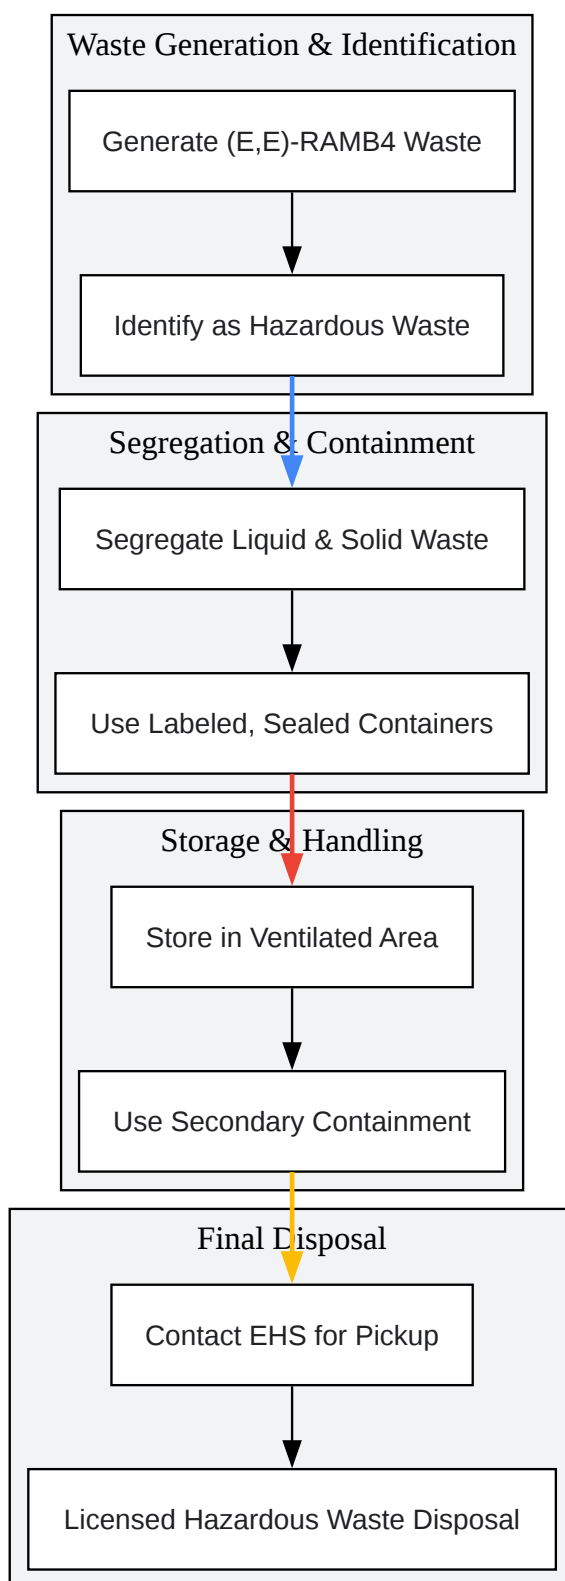 Waste Generation & Identification
Generate (E,E)-RAMB4 Waste
Identify as Hazardous Waste
Segregation & Containment
Segregate Liquid & Solid Waste
Use Labeled, Sealed Containers
Storage & Handling
Store in Ventilated Area
Use Secondary Containment
Final Disposal
Contact EHS for Pickup
Licensed Hazardous Waste Disposal